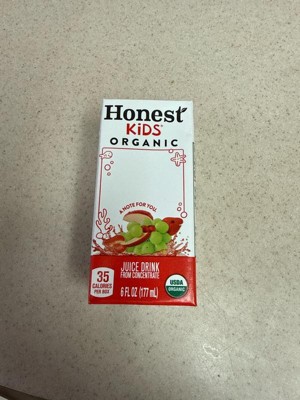 Honest
KiDS®
ORGANIC
A NOTE FOR YOU
35
CALORIES
PER BOX
JUICE DRINK
FROM CONCENTRATE
6 FL OZ (177 mL)
USDA
ORGANIC